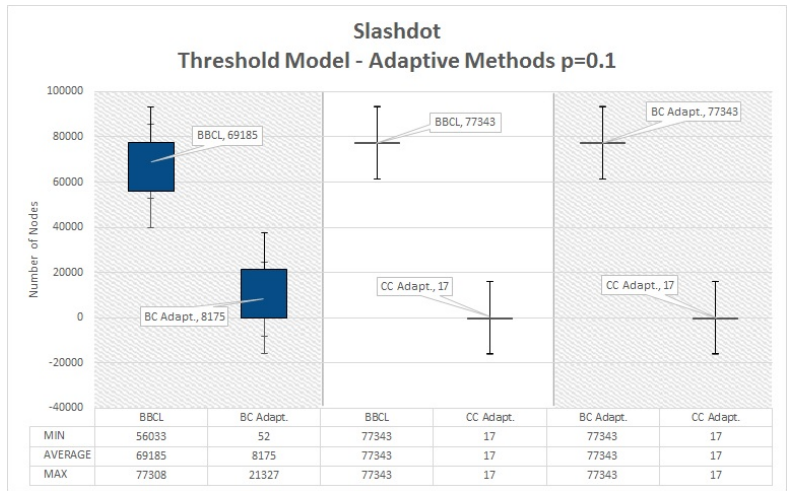 Slashdot
Threshold Model - Adaptive Methods p=0.1
Number of Nodes
100000
80000
60000
40000
20000
0
-20000
-40000
BBCL, 69185
BC Adapt., 8175
BBCL, 77343
CC Adapt., 17
BC Adapt., 77343
CC Adapt., 17
BBCL BC Adapt. BBCL CC Adapt. BC Adapt. CC Adapt.
MIN 56033 52 77343 17 77343 17
AVERAGE 69185 8175 77343 17 77343 17
MAX 77308 21327 77343 17 77343 17